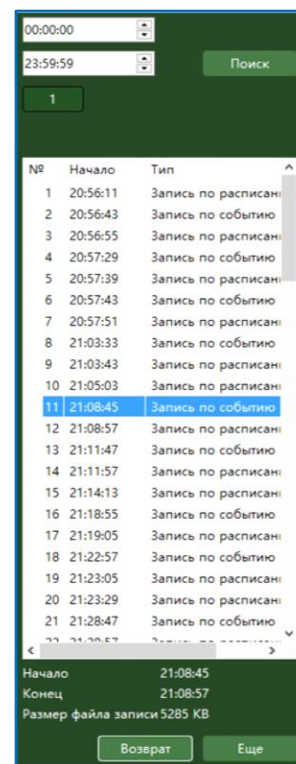 00:00:00
23:59:59 Поиск
1
№ Начало Тип
1 20:56:11 Запись по расписани
2 20:56:43 Запись по событию
3 20:56:55 Запись по расписани
4 20:57:29 Запись по событию
5 20:57:39 Запись по расписани
6 20:57:43 Запись по событию
7 20:57:51 Запись по расписани
8 21:03:33 Запись по событию
9 21:03:43 Запись по расписани
10 21:05:03 Запись по расписани
11 21:08:45 Запись по событию
12 21:08:57 Запись по расписани
13 21:11:47 Запись по событию
14 21:11:57 Запись по расписани
15 21:14:13 Запись по расписани
16 21:18:55 Запись по событию
17 21:19:05 Запись по расписани
18 21:22:57 Запись по событию
19 21:23:05 Запись по расписани
20 21:23:29 Запись по расписани
21 21:28:47 Запись по событию
Начало 21:08:45
Конец 21:08:57
Размер файла записи 5285 KB
Возврат Еще